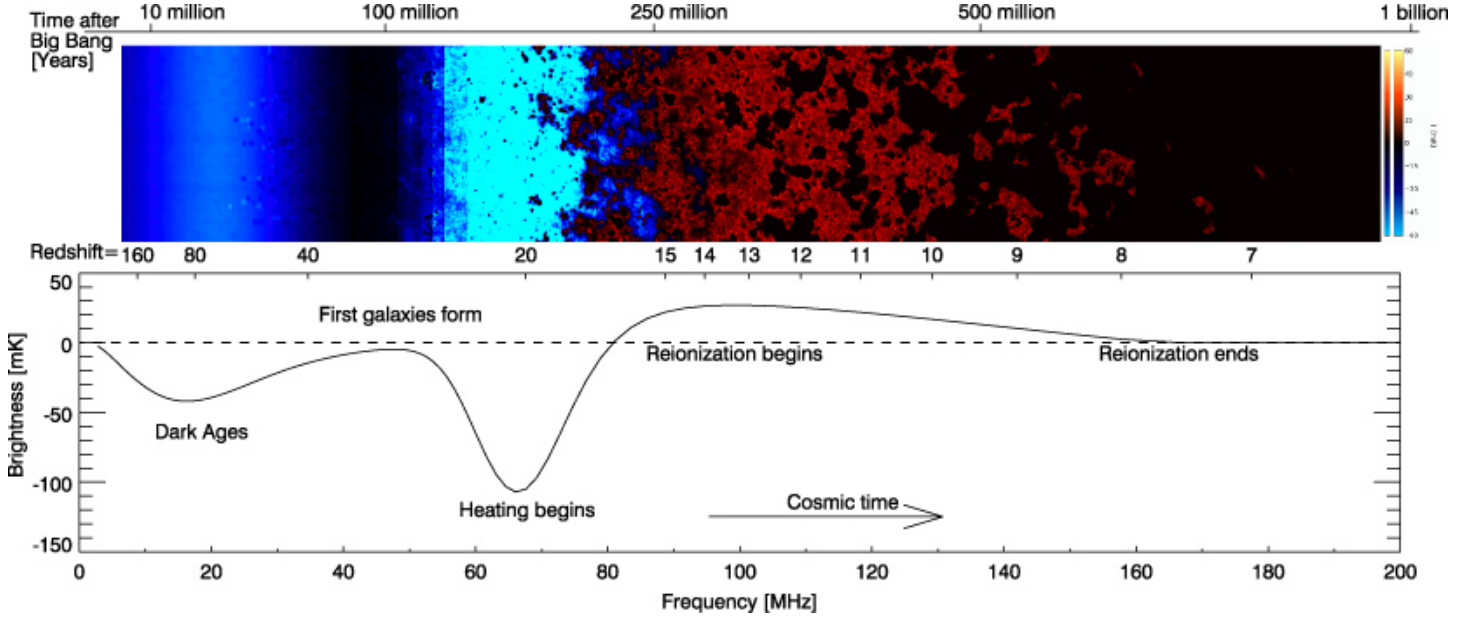 Time after 10 million 100 million 250 million 500 million 1 billion
Big Bang
[Years]
Redshift= 160 80 40 20 15 14 13 12 11 10 9 8 7
50
First galaxies form
0
Reionization begins Reionization ends
-50
Dark Ages
-100
Heating begins
Cosmic time
-150
Brightness [mK]
0 20 40 60 80 100 120 140 160 180 200
Frequency [MHz]